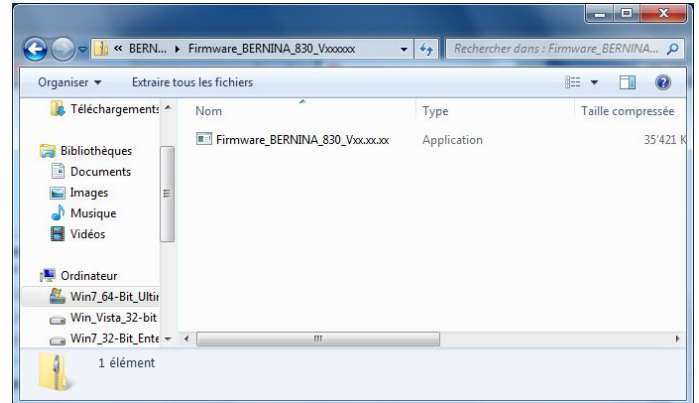 « BERN... ▸ Firmware_BERNINA_830_Vxxxxxx
Rechercher dans : Firmware_BERNINA...
Organiser ▾ Extraire tous les fichiers
Téléchargements
Nom Type Taille compressée
Firmware_BERNINA_830_Vxx.xx.xx Application 35'421 K
Bibliothèques
Documents
Images
Musique
Vidéos
Ordinateur
Win7_64-Bit_Ultin
Win_Vista_32-bit
Win7_32-Bit_Ente
1 élément